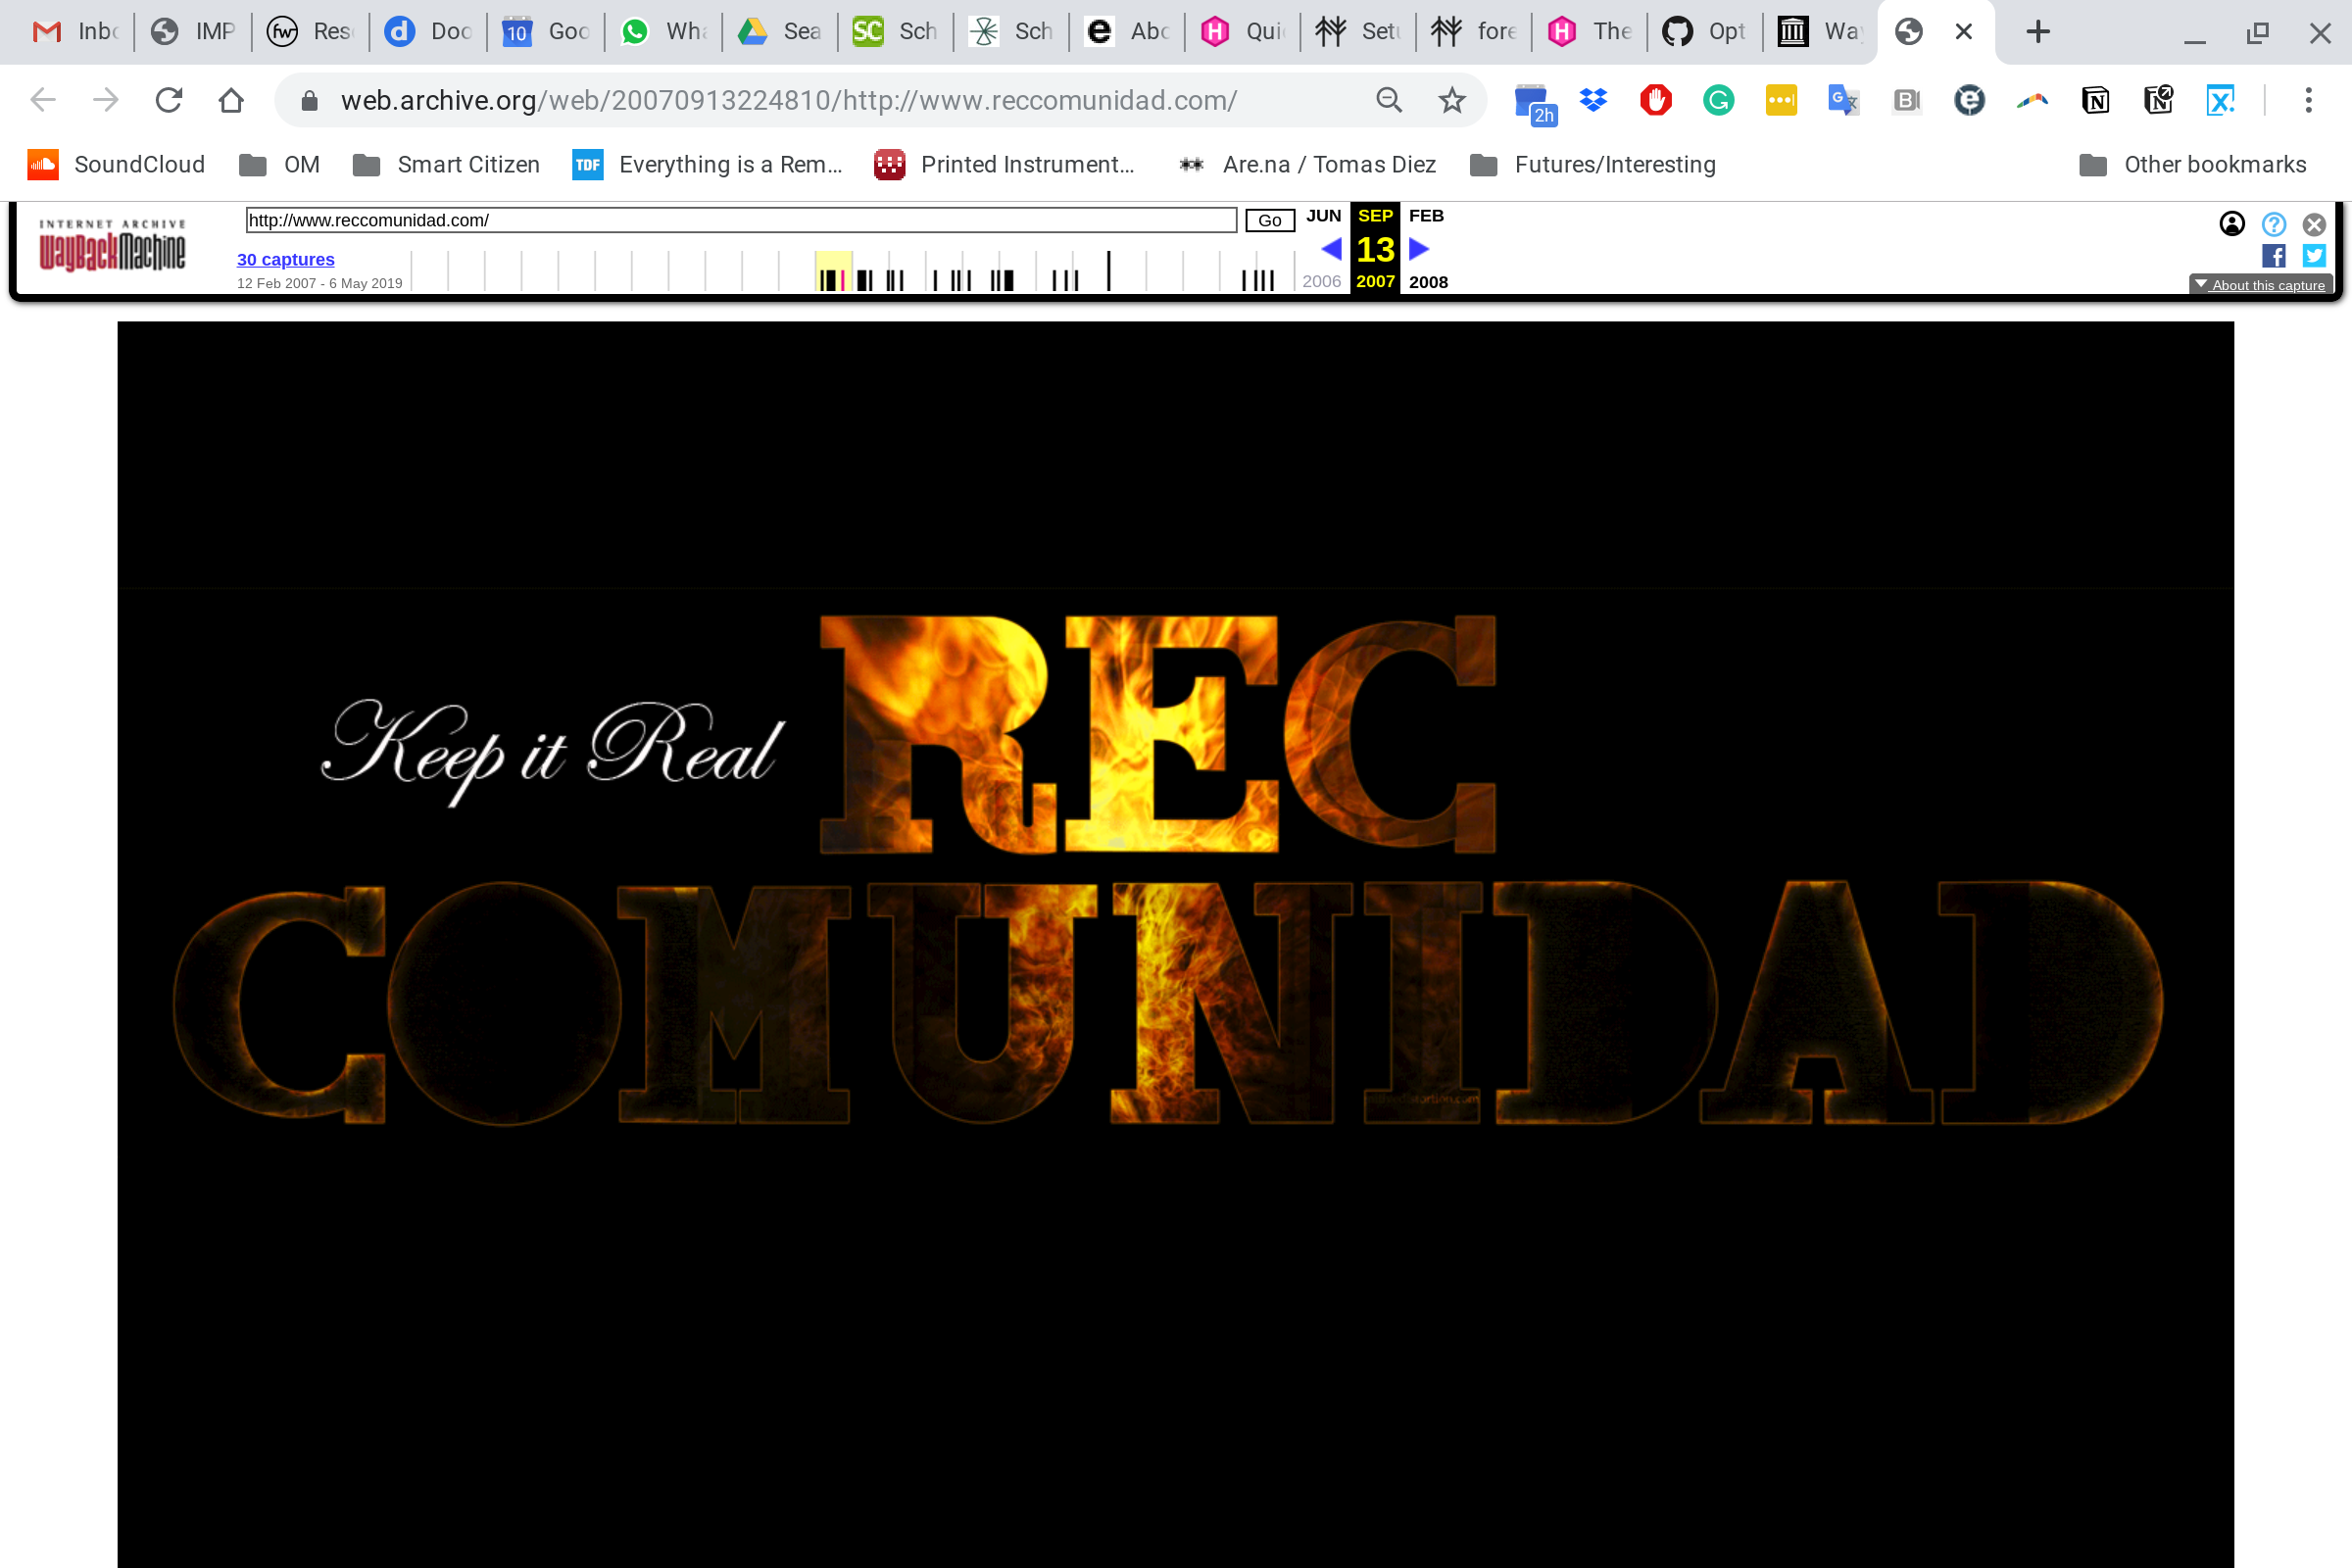 Inbo IMP Res Doc 10 Goo Wha Sea SC Sch Sch e Abo H Qui Setu fore H The Opt Way
web.archive.org/web/20070913224810/http://www.reccomunidad.com/
2h
SoundCloud OM Smart Citizen TDF Everything is a Rem... Printed Instrument... Are.na / Tomas Diez Futures/Interesting Other bookmarks
INTERNET ARCHIVE
WayBackMachine
http://www.reccomunidad.com/ Go JUN SEP FEB
13
30 captures
12 Feb 2007 - 6 May 2019 2006 2007 2008
About this capture
Keep it Real REC
COMUNIDAD